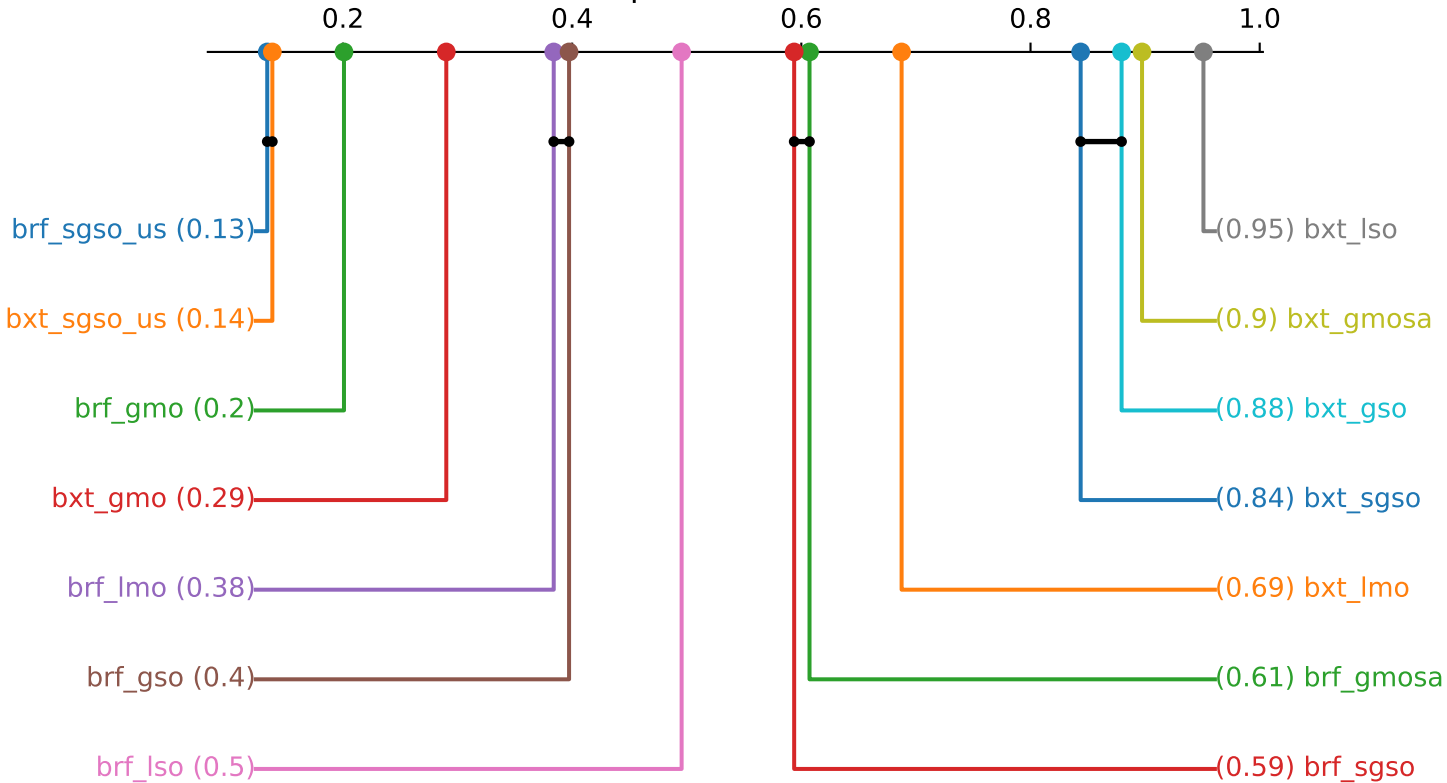 0.2 0.4 0.6 0.8 1.0
brf_sgso_us (0.13) (0.95) bxt_lso
bxt_sgso_us (0.14) (0.9) bxt_gmosa
brf_gmo (0.2) (0.88) bxt_gso
bxt_gmo (0.29) (0.84) bxt_sgso
brf_lmo (0.38) (0.69) bxt_lmo
brf_gso (0.4) (0.61) brf_gmosa
brf_lso (0.5) (0.59) brf_sgso